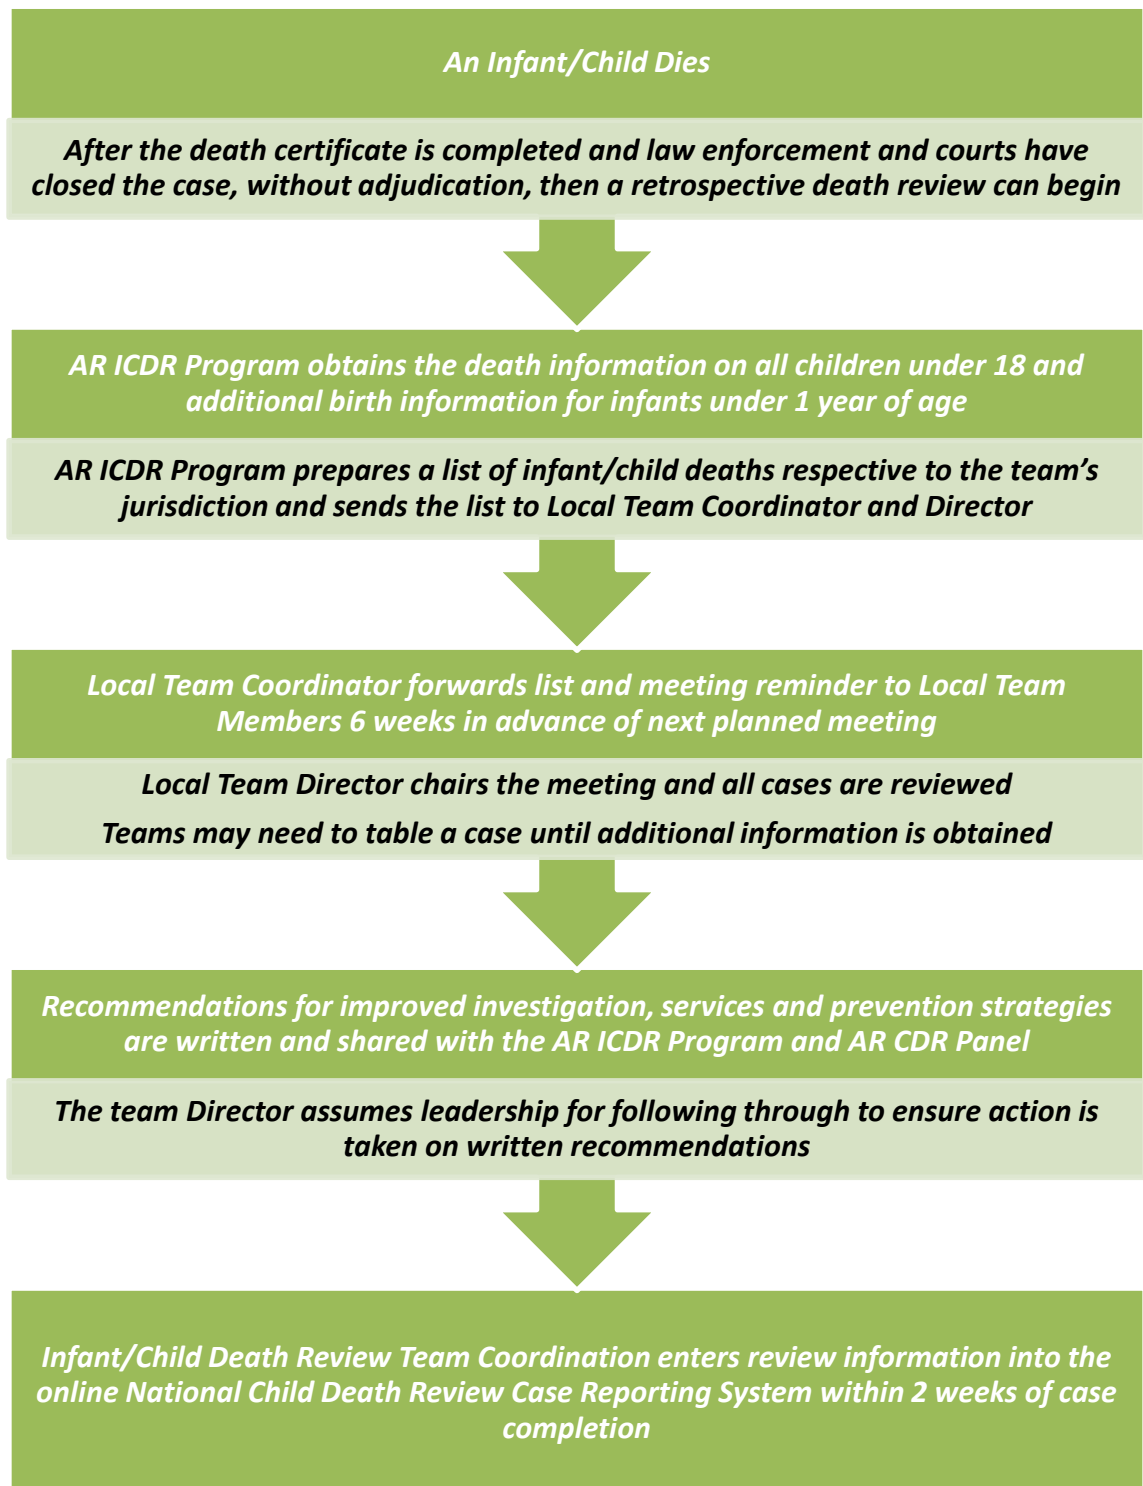 An Infant/Child Dies
After the death certificate is completed and law enforcement and courts have
closed the case, without adjudication, then a retrospective death review can begin
AR ICDR Program obtains the death information on all children under 18 and
additional birth information for infants under 1 year of age
AR ICDR Program prepares a list of infant/child deaths respective to the team’s
jurisdiction and sends the list to Local Team Coordinator and Director
Local Team Coordinator forwards list and meeting reminder to Local Team
Members 6 weeks in advance of next planned meeting
Local Team Director chairs the meeting and all cases are reviewed
Teams may need to table a case until additional information is obtained
Recommendations for improved investigation, services and prevention strategies
are written and shared with the AR ICDR Program and AR CDR Panel
The team Director assumes leadership for following through to ensure action is
taken on written recommendations
Infant/Child Death Review Team Coordination enters review information into the
online National Child Death Review Case Reporting System within 2 weeks of case
completion